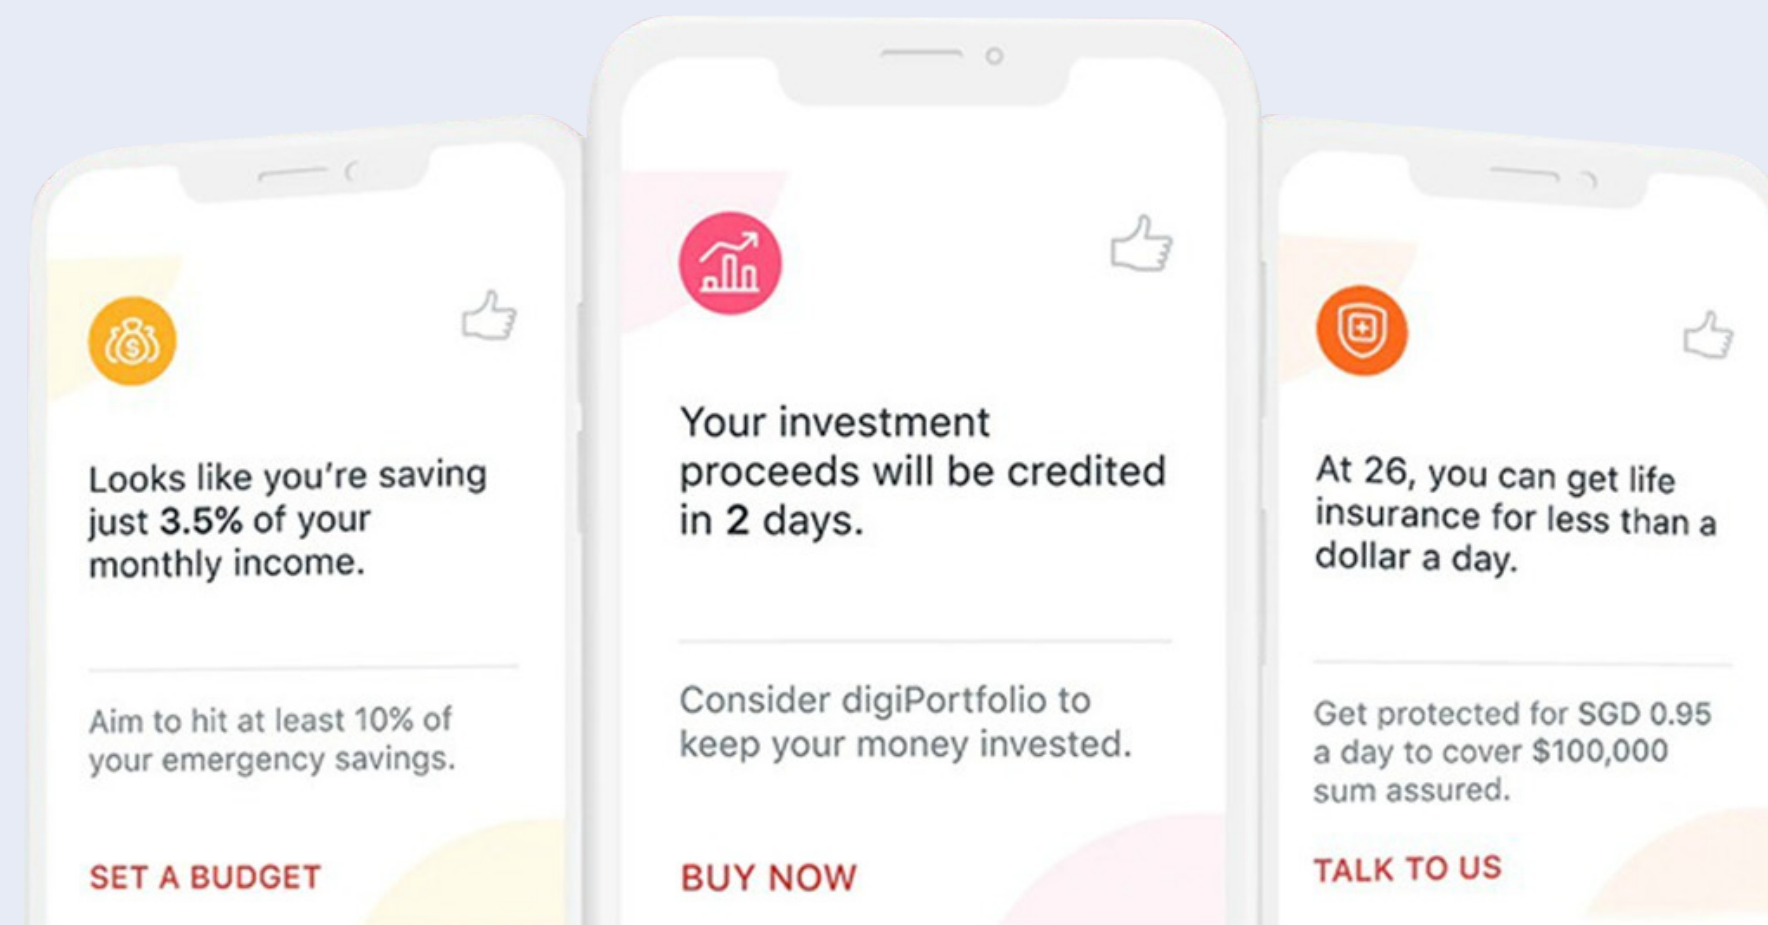 Looks like you're saving
just 3.5% of your
monthly income.
Aim to hit at least 10% of
your emergency savings.
SET A BUDGET
Your investment
proceeds will be credited
in 2 days.
Consider digiPortfolio to
keep your money invested.
BUY NOW
At 26, you can get life
insurance for less than a
dollar a day.
Get protected for SGD 0.95
a day to cover $100,000
sum assured.
TALK TO US